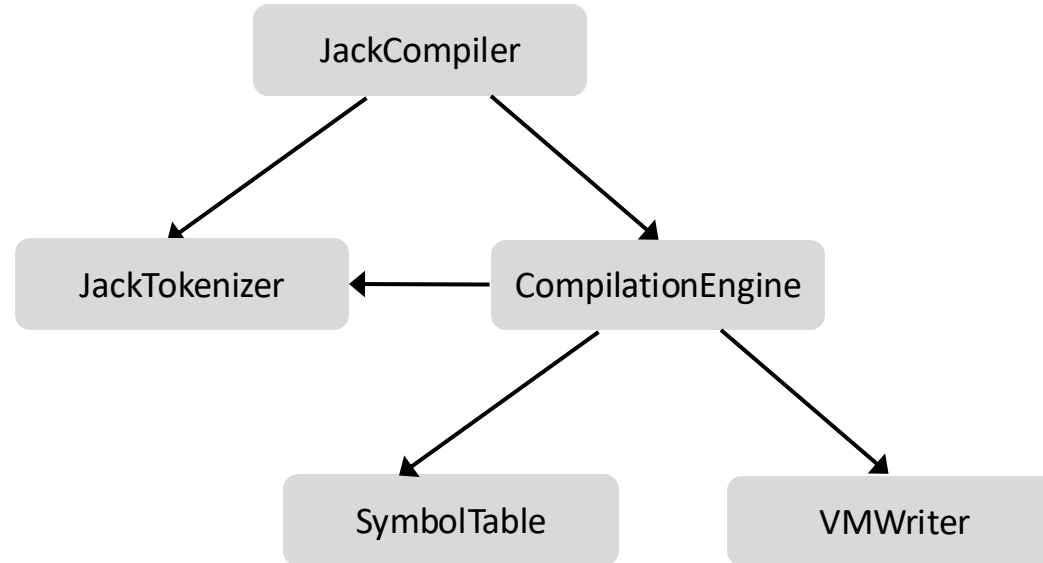 JackCompiler
JackTokenizer
CompilationEngine
SymbolTable
VMWriter